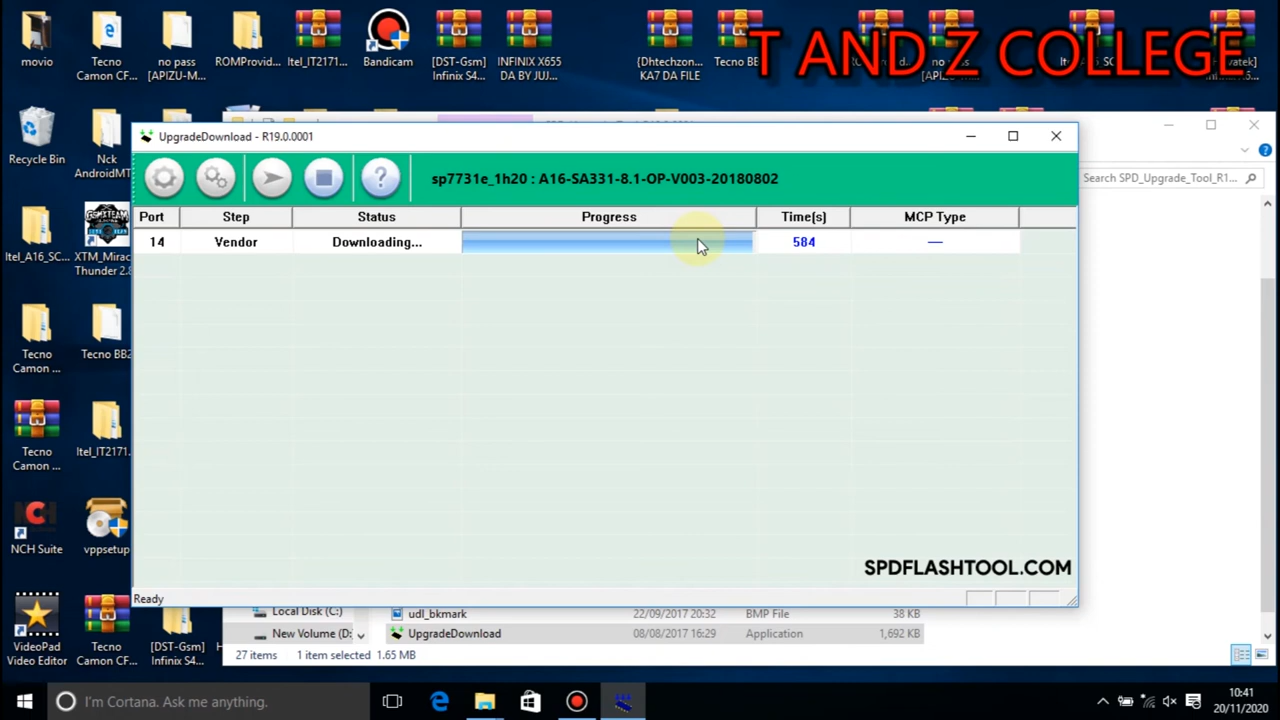 movio
Tecno
Camon CF...
no pass
[APIZU-M...
ROMProvid...
Itel_IT2171...
Bandicam
[DST-Gsm]
Infinix S4...
INFINIX X655
DA BY JUJ...
{Dhtechzon...
KA7 DA FILE
T AND Z COLLEGE
Recycle Bin
Nck
AndroidMT
Itel_A16_SC...
XTM_Mirac
Thunder 2.8
Tecno
Camon ...
Tecno BB2
Tecno
Camon ...
Itel_IT2171.
NCH Suite
vppsetup
VideoPad
Video Editor
Tecno
Camon CF...
[DST-Gsm]
Infinix S4...
UpgradeDownload - R19.0.0001
sp7731e_1h20 : A16-SA331-8.1-OP-V003-20180802
Search SPD_Upgrade_Tool_R1...
Port Step Status Progress Time(s) MCP Type
14 Vendor Downloading... 584 —
SPDFLASHTOOL.COM
Ready
Local Disk (C:) udl_bkmark 22/09/2017 20:32 BMP File 38 KB
New Volume (D: UpgradeDownload 08/08/2017 16:29 Application 1,692 KB
27 items 1 item selected 1.65 MB
I'm Cortana. Ask me anything.
10:41
20/11/2020